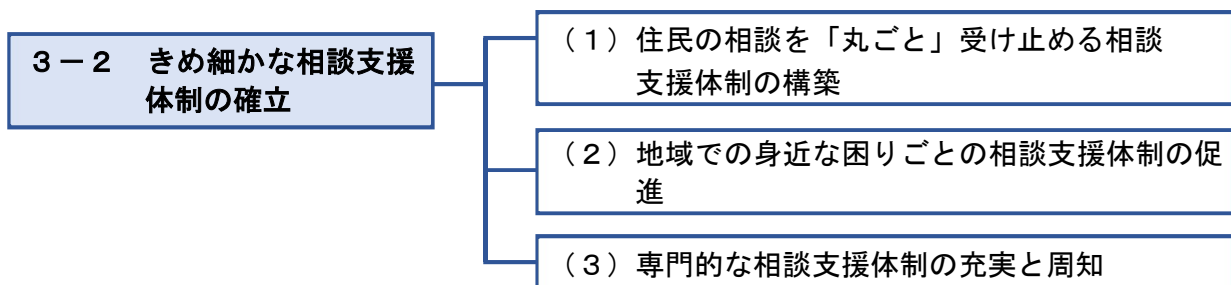 ３－２　きめ細かな相談支援
体制の確立
（１）住民の相談を「丸ごと」受け止める相談
支援体制の構築
（２）地域での身近な困りごとの相談支援体制の促
進
（３）専門的な相談支援体制の充実と周知